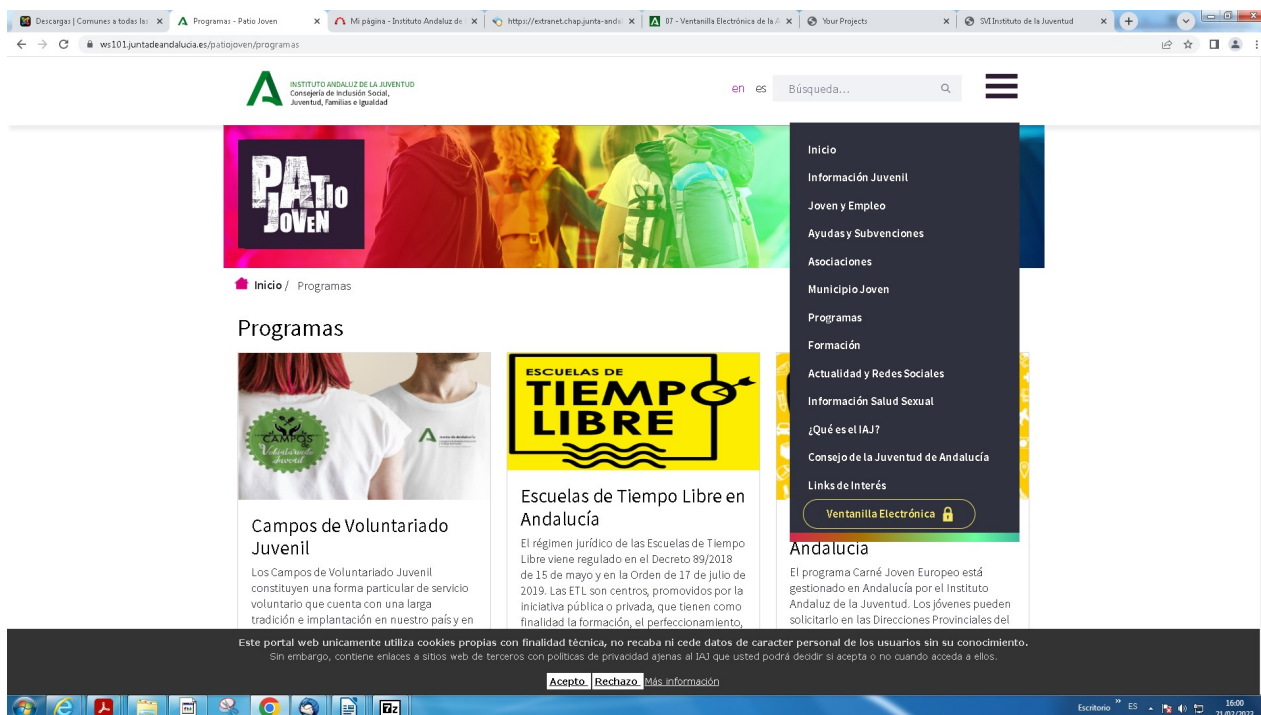 Descargas | Comunes a todas las
Programas - Patio Joven
Mi página - Instituto Andaluz de
https://extranet.chap.junta-anda
07 - Ventanilla Electrónica de la A
Your Projects
SVI Instituto de la Juventud
ws101.juntadeandalucia.es/patiojoven/programas
INSTITUTO ANDALUZ DE LA JUVENTUD
Consejería de Inclusión Social,
Juventud, Familias e Igualdad
en es Búsqueda...
PATIO
JOVEN
Inicio
Información Juvenil
Joven y Empleo
Ayudas y Subvenciones
Asociaciones
Municipio Joven
Programas
Formación
Actualidad y Redes Sociales
Información Salud Sexual
¿Qué es el IAJ?
Consejo de la Juventud de Andalucía
Links de Interés
Ventanilla Electrónica
Inicio / Programas
Programas
CAMPOS
de
Voluntariado
Juvenil
Campos de Voluntariado
Juvenil
Los Campos de Voluntariado Juvenil
constituyen una forma particular de servicio
voluntario que cuenta con una larga
tradición e implantación en nuestro país y en
ESCUELAS DE
TIEMPO
LIBRE
Escuelas de Tiempo Libre en
Andalucía
El régimen jurídico de las Escuelas de Tiempo
Libre viene regulado en el Decreto 89/2018
de 15 de mayo y en la Orden de 17 de julio de
2019. Las ETL son centros, promovidos por la
iniciativa pública o privada, que tienen como
finalidad la formación, el perfeccionamiento,
Andalucía
El programa Carné Joven Europeo está
gestionado en Andalucía por el Instituto
Andaluz de la Juventud. Los jóvenes pueden
solicitarlo en las Direcciones Provinciales del
Este portal web unicamente utiliza cookies propias con finalidad técnica, no recaba ni cede datos de caracter personal de los usuarios sin su conocimiento.
Sin embargo, contiene enlaces a sitios web de terceros con políticas de privacidad ajenas al IAJ que usted podrá decidir si acepta o no cuando acceda a ellos.
Acepto Rechazo Más información
Escritorio ES 16:00
21/02/2023